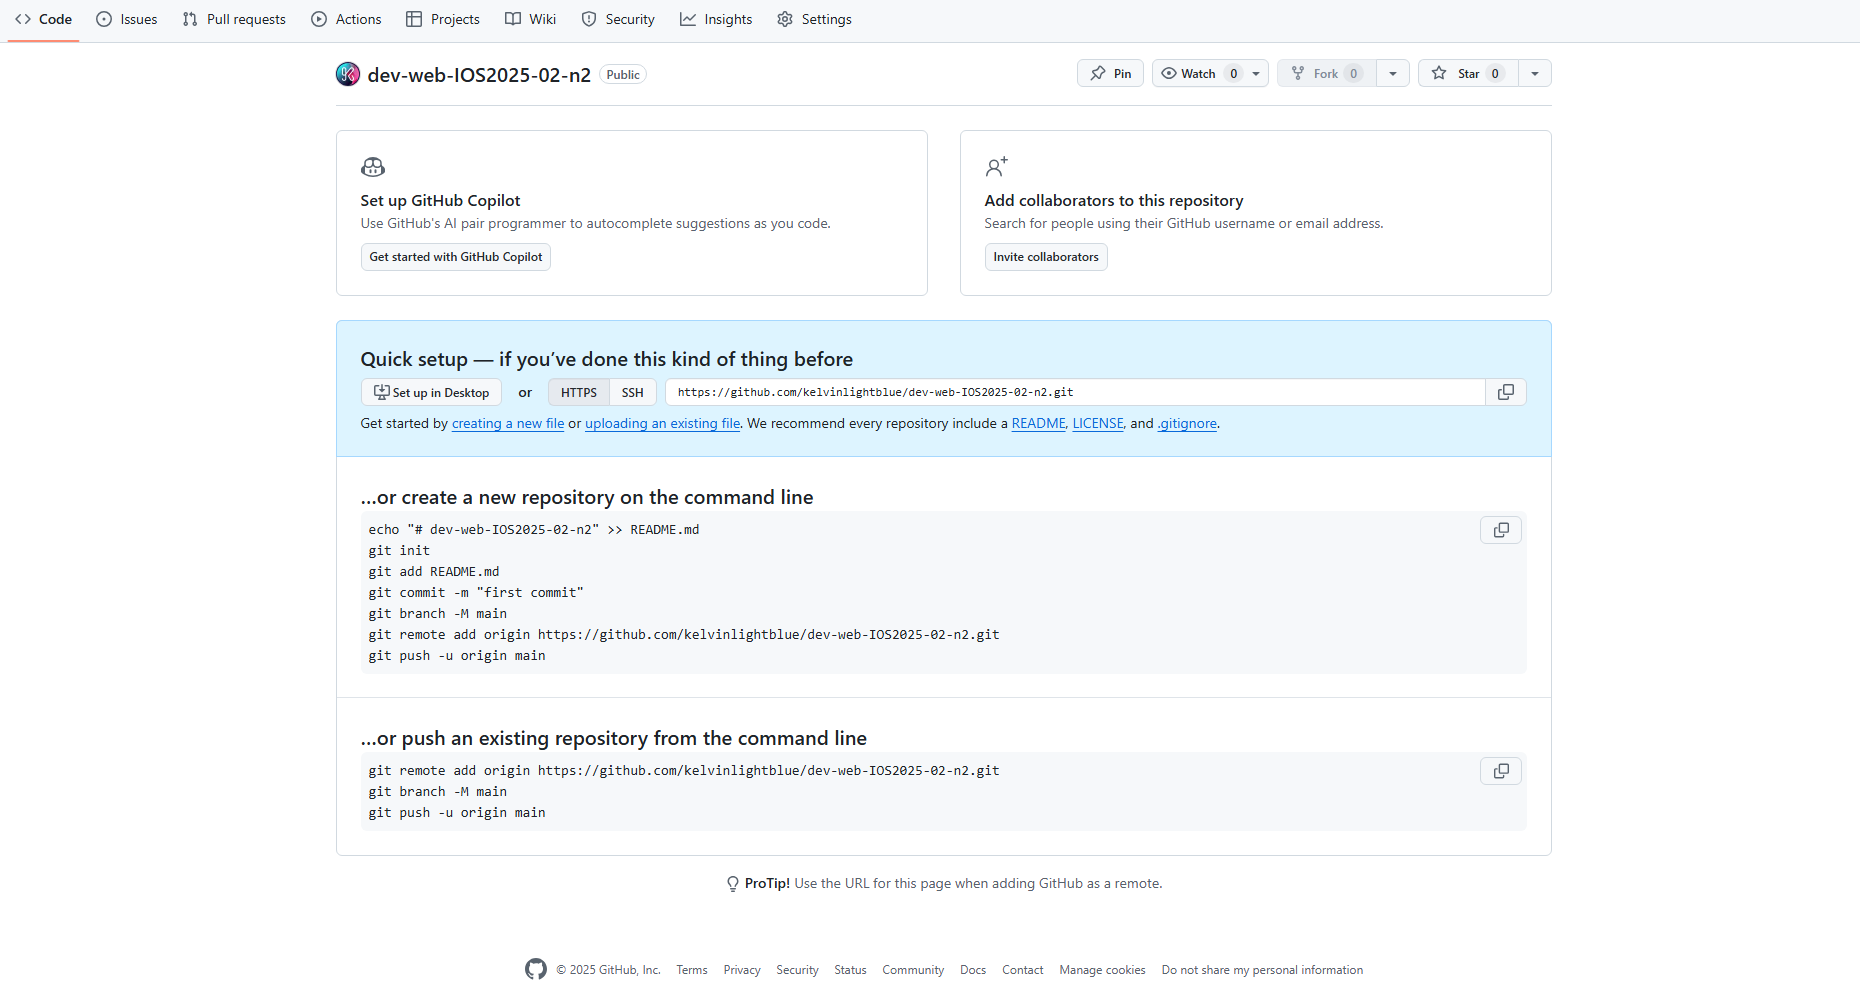 Code Issues Pull requests Actions Projects Wiki Security Insights Settings
dev-web-IOS2025-02-n2 Public
Pin Watch 0 Fork 0 Star 0
Set up GitHub Copilot
Use GitHub's AI pair programmer to autocomplete suggestions as you code.
Get started with GitHub Copilot
Add collaborators to this repository
Search for people using their GitHub username or email address.
Invite collaborators
Quick setup — if you’ve done this kind of thing before
Set up in Desktop or HTTPS SSH https://github.com/kelvinlightblue/dev-web-IOS2025-02-n2.git
Get started by creating a new file or uploading an existing file. We recommend every repository include a README, LICENSE, and .gitignore.
…or create a new repository on the command line
echo "# dev-web-IOS2025-02-n2" >> README.md
git init
git add README.md
git commit -m "first commit"
git branch -M main
git remote add origin https://github.com/kelvinlightblue/dev-web-IOS2025-02-n2.git
git push -u origin main
…or push an existing repository from the command line
git remote add origin https://github.com/kelvinlightblue/dev-web-IOS2025-02-n2.git
git branch -M main
git push -u origin main
ProTip! Use the URL for this page when adding GitHub as a remote.
© 2025 GitHub, Inc. Terms Privacy Security Status Community Docs Contact Manage cookies Do not share my personal information